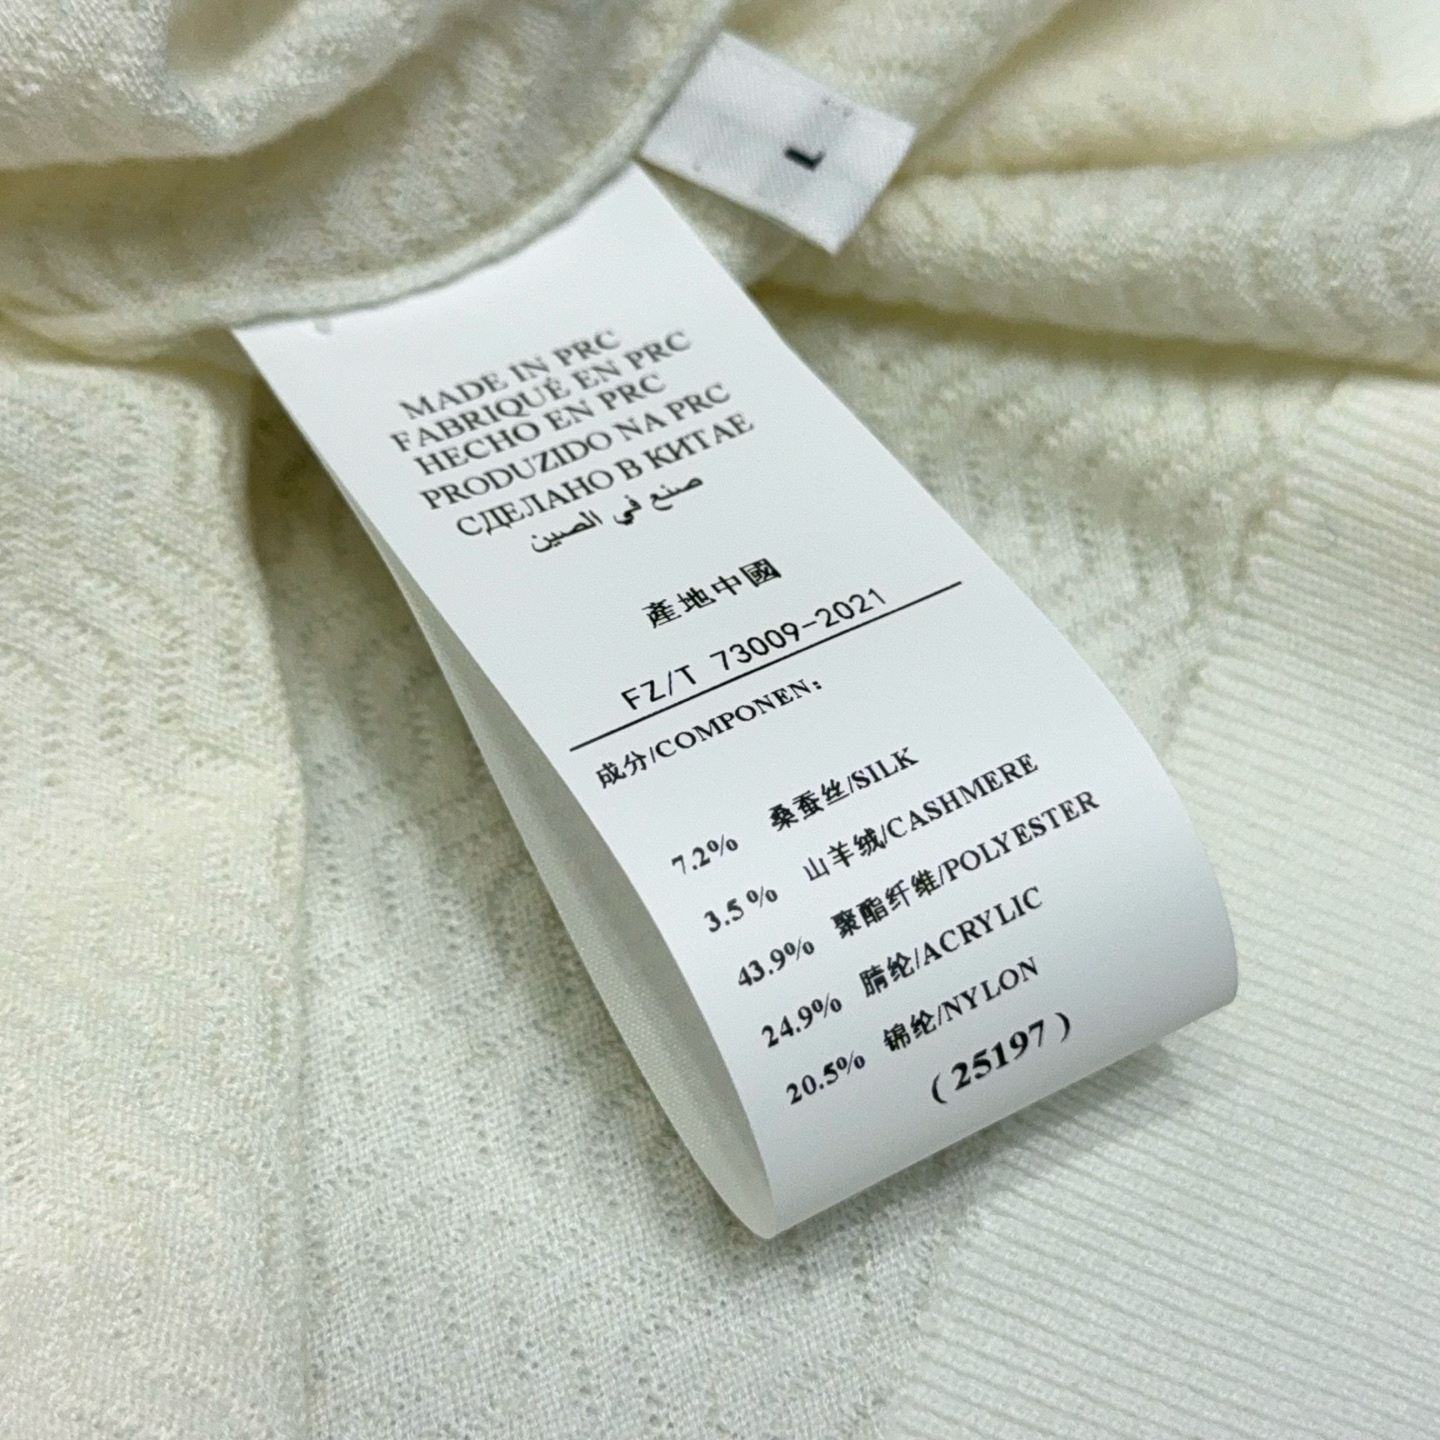 L
MADE IN PRC
FABRIQUÉ EN PRC
HECHO EN PRC
PRODUZIDO NA PRC
СДЕЛАНО В КИТАЕ
صنع في الصين
產地中國
FZ/T 73009-2021
成分/COMPONEN:
7.2% 桑蚕丝/SILK
3.5% 山羊绒/CASHMERE
43.9% 聚酯纤维/POLYESTER
24.9% 腈纶/ACRYLIC
20.5% 锦纶/NYLON
(25197)